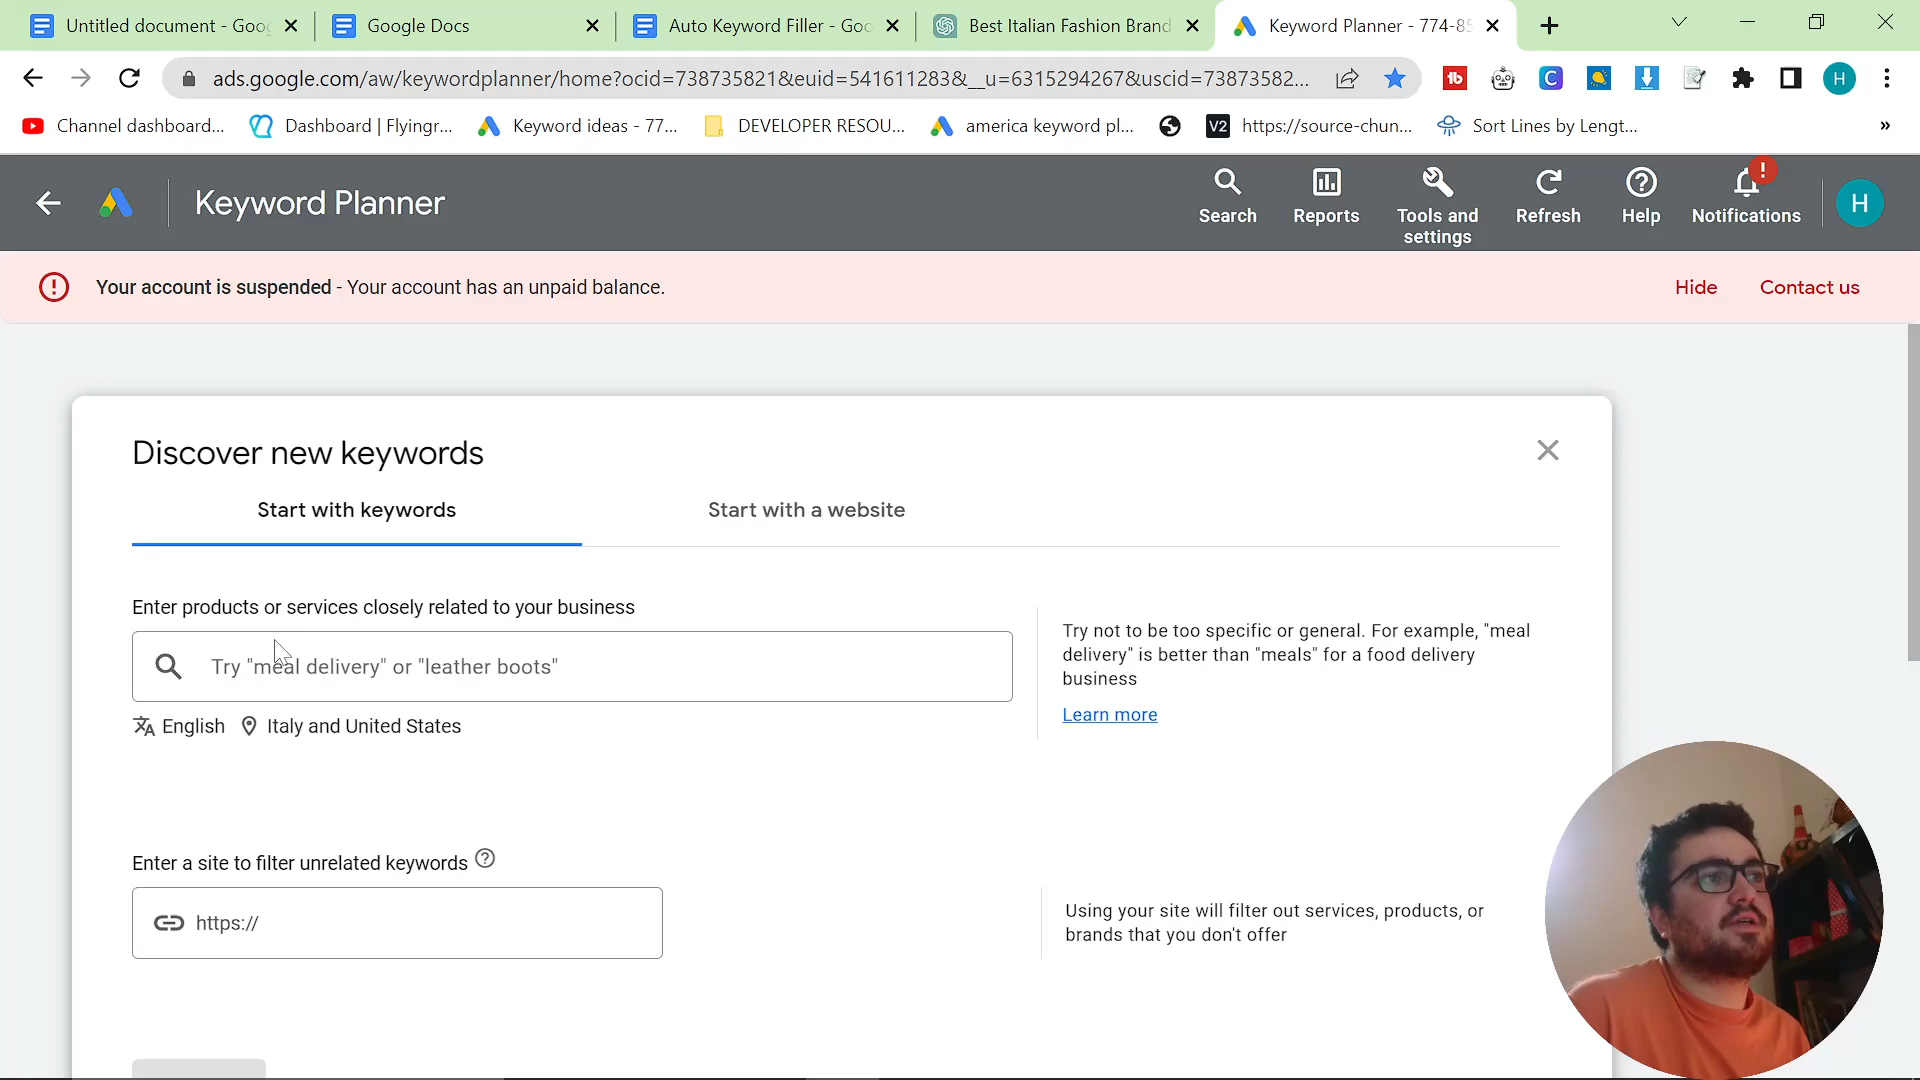 Untitled document - Goo
Google Docs
Auto Keyword Filler - Goo
Best Italian Fashion Brand
Keyword Planner - 774-85
ads.google.com/aw/keywordplanner/home?ocid=738735821&euid=541611283&__u=6315294267&uscid=73873582...
H
Channel dashboard...
Dashboard | Flyingr...
Keyword ideas - 77...
DEVELOPER RESOU...
america keyword pl...
V2
https://source-chun...
Sort Lines by Lengt...
»
Keyword Planner
Search
Reports
Tools and
settings
Refresh
Help
Notifications
H
Your account is suspended - Your account has an unpaid balance.
Hide
Contact us
Discover new keywords
Start with keywords
Start with a website
Enter products or services closely related to your business
Try "meal delivery" or "leather boots"
English
Italy and United States
Try not to be too specific or general. For example, "meal
delivery" is better than "meals" for a food delivery
business
Learn more
Enter a site to filter unrelated keywords
https://
Using your site will filter out services, products, or
brands that you don't offer